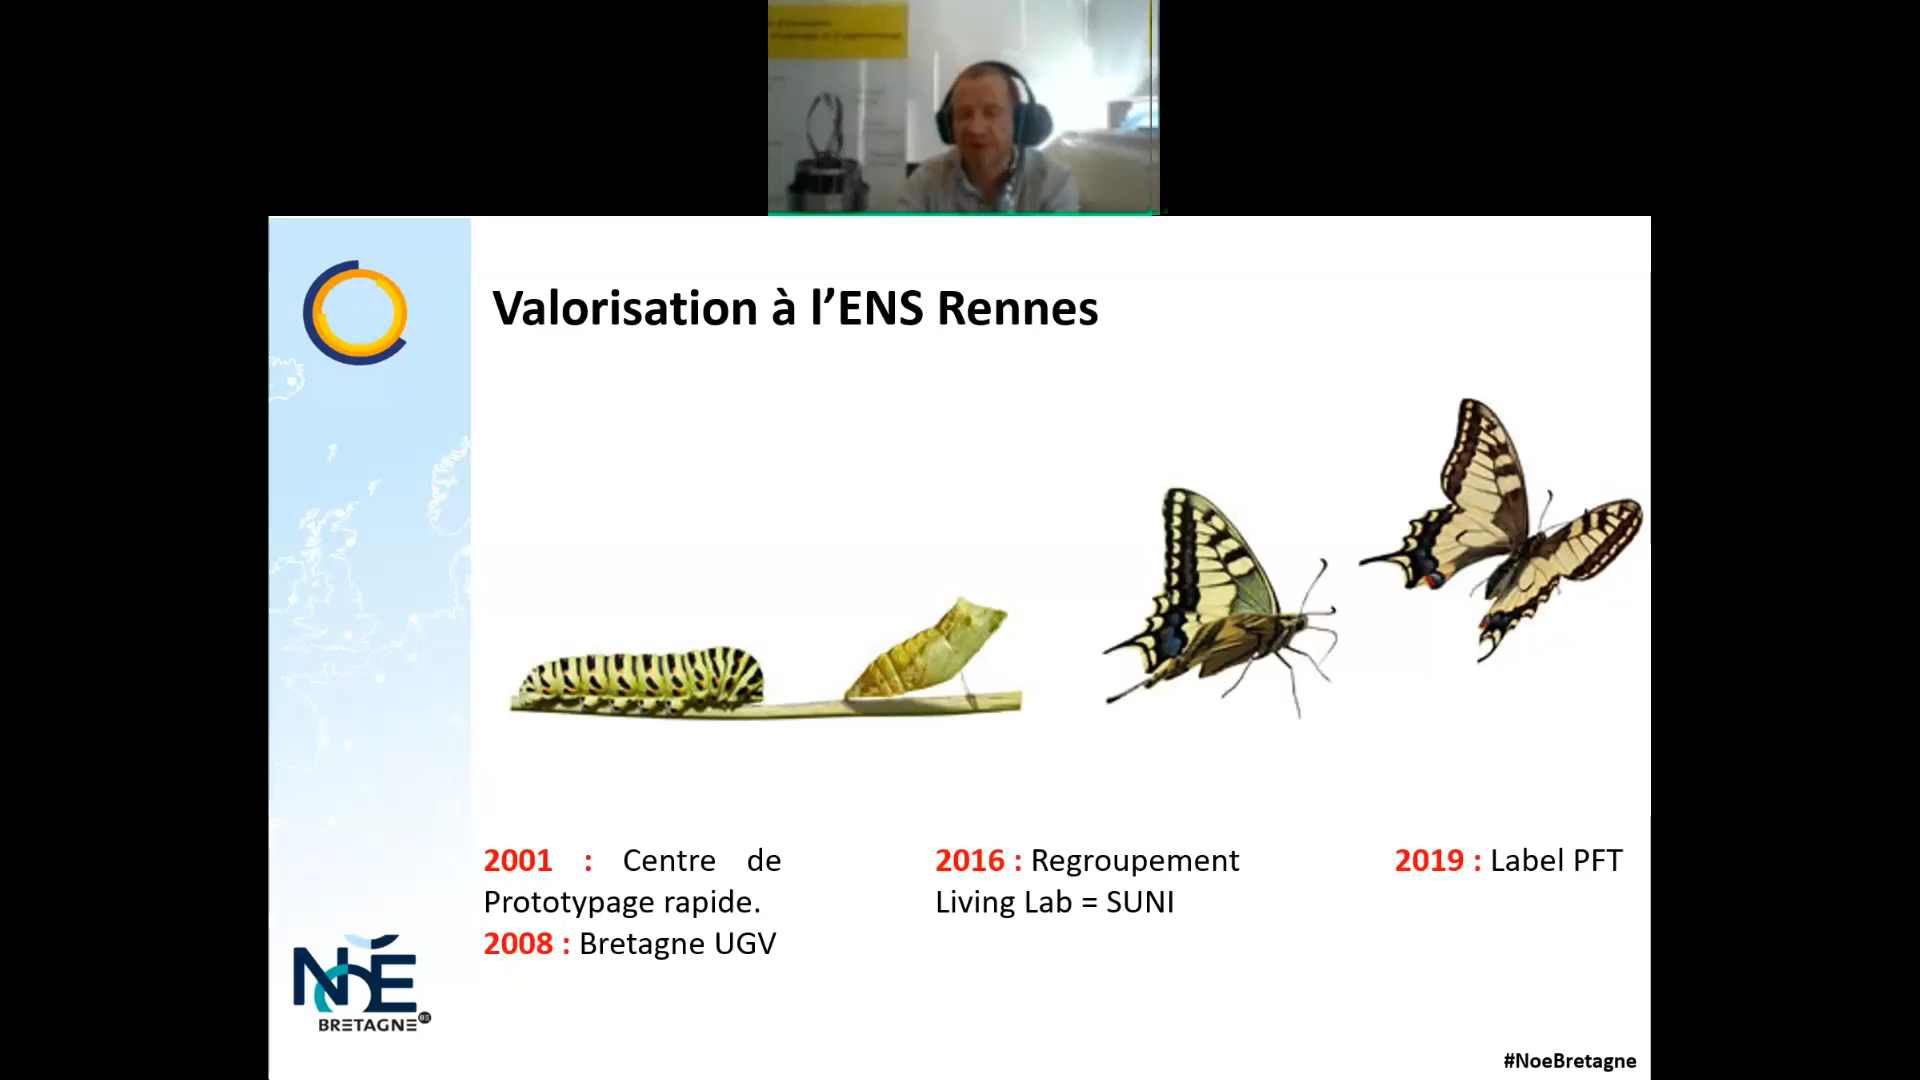 Valorisation à l’ENS Rennes
2001 : Centre de
Prototypage rapide.
2008 : Bretagne UGV
2016 : Regroupement
Living Lab = SUNI
2019 : Label PFT
NOÉ
BRETAGNE
#NoeBretagne